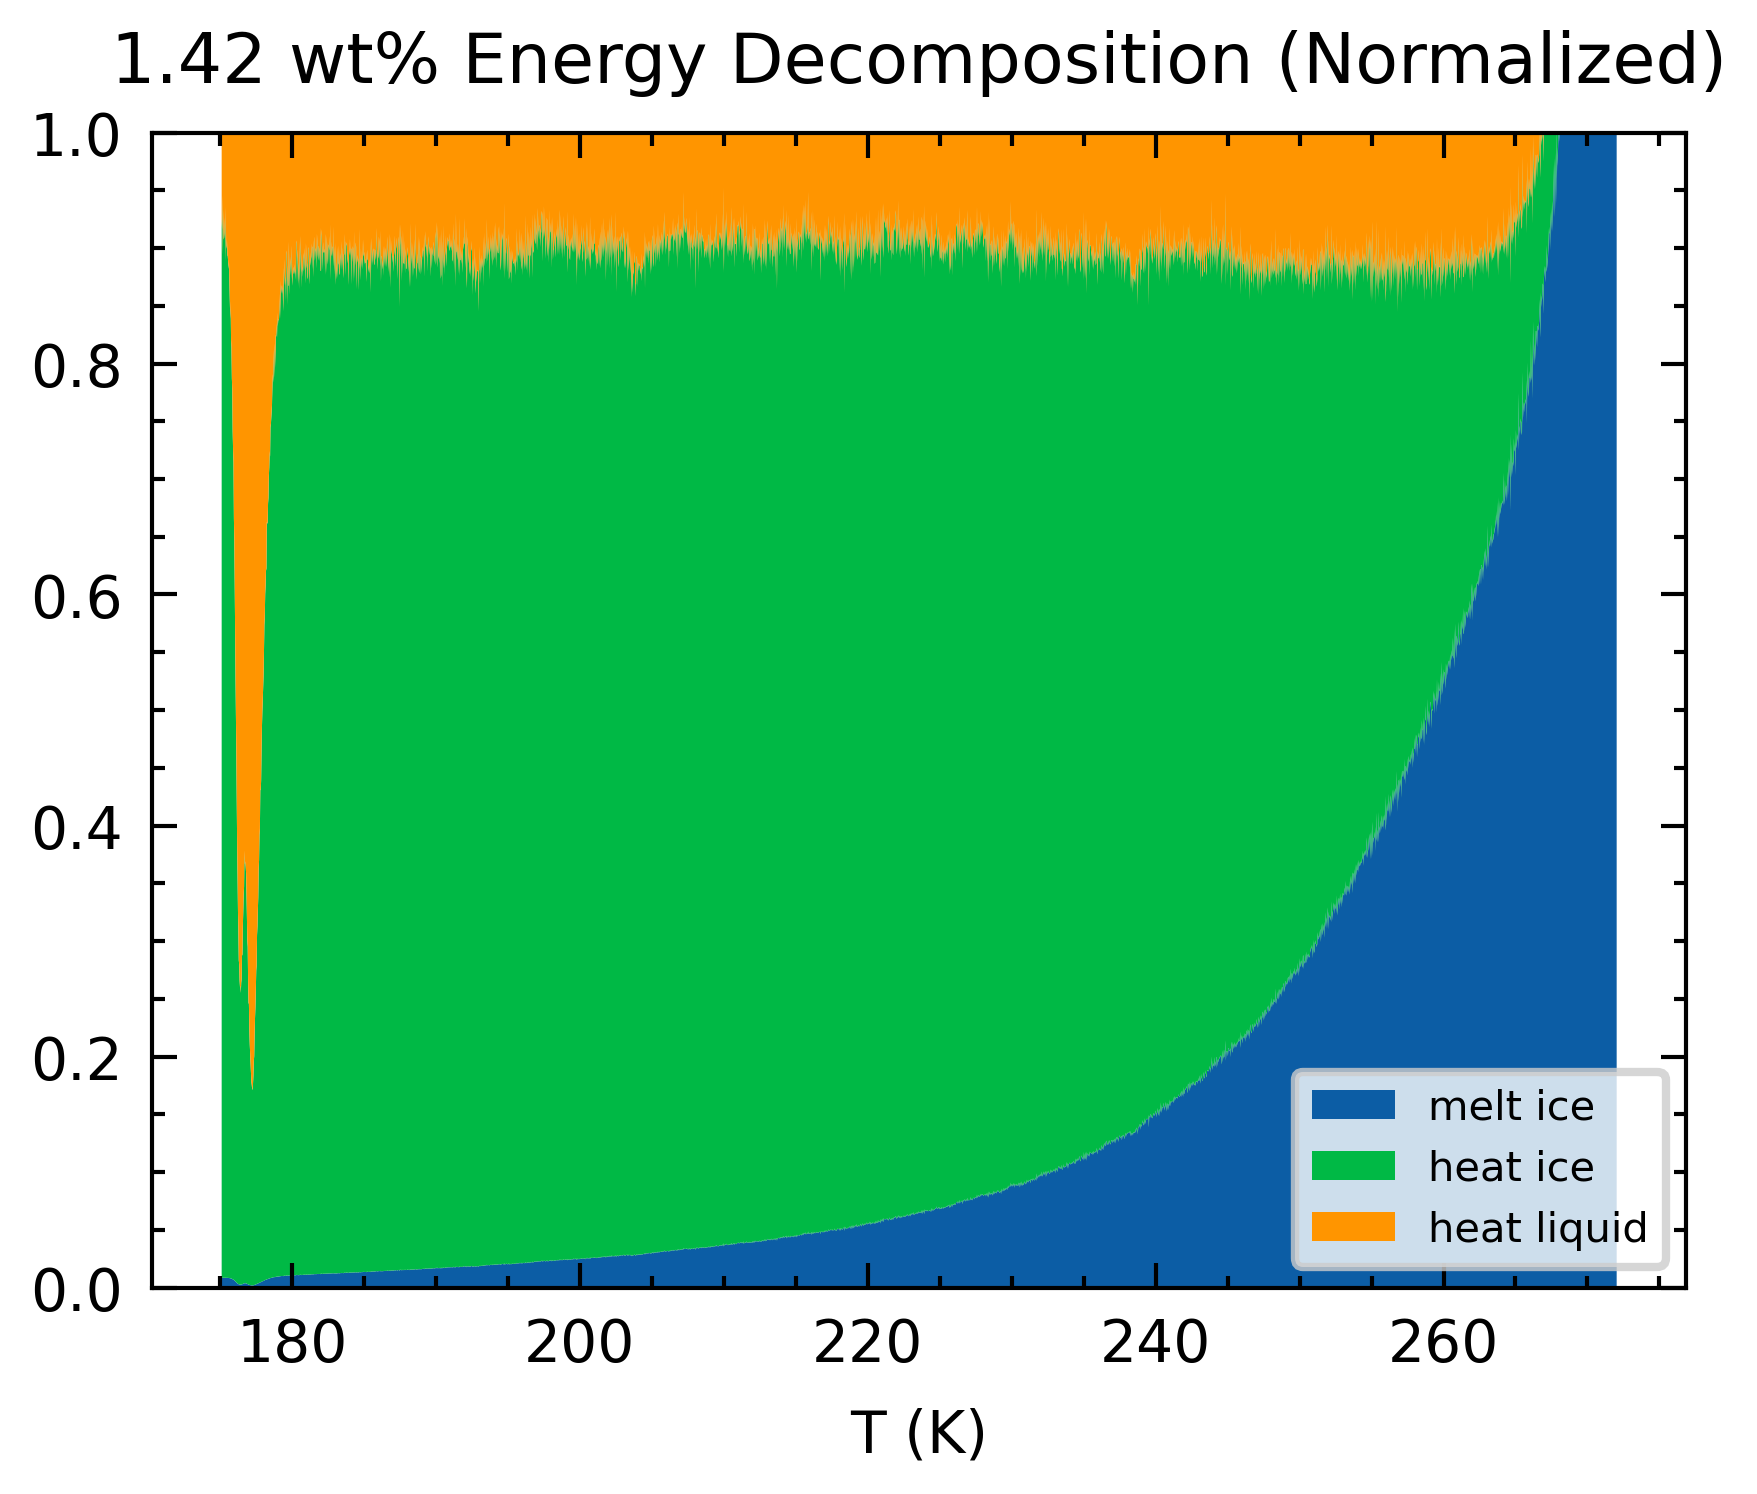 1.42 wt% Energy Decomposition (Normalized)
1.0
0.8
0.6
0.4
0.2
0.0
melt ice
heat ice
heat liquid
180 200 220 240 260
T (K)